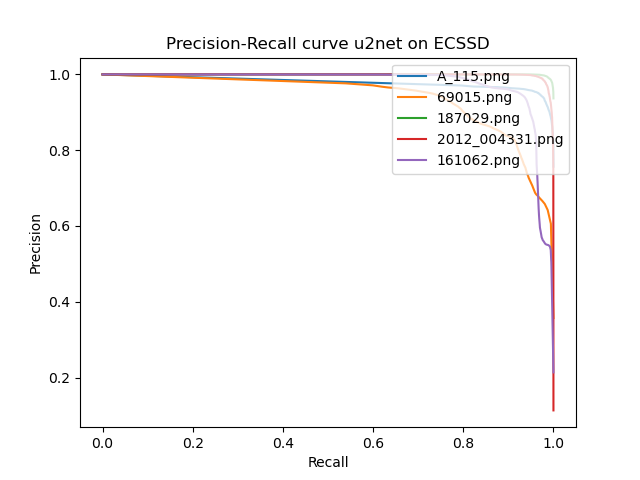 Precision-Recall curve u2net on ECSSD
1.0
0.8
0.6
0.4
0.2
Precision
A_115.png
69015.png
187029.png
2012_004331.png
161062.png
0.0 0.2 0.4 0.6 0.8 1.0
Recall